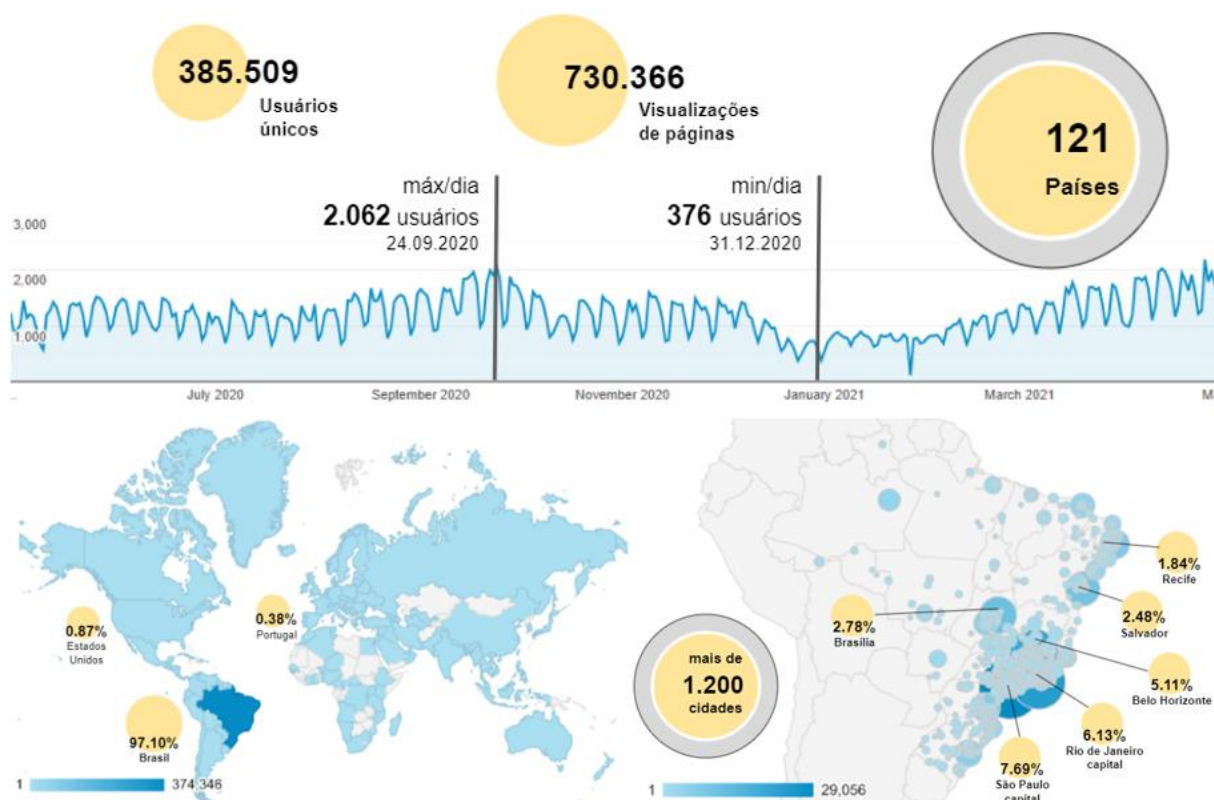 385.509
Usuários
únicos
730.366
Visualizações
de páginas
121
Países
máx/dia
2.062 usuários
24.09.2020
min/dia
376 usuários
31.12.2020
3,000
2,000
1,000
July 2020
September 2020
November 2020
January 2021
March 2021
0.87%
Estados
Unidos
0.38%
Portugal
97.10%
Brasil
1
374,346
mais de
1.200
cidades
2.78%
Brasília
1.84%
Recife
2.48%
Salvador
5.11%
Belo Horizonte
6.13%
Rio de Janeiro
capital
7.69%
São Paulo
capital
1
29,056